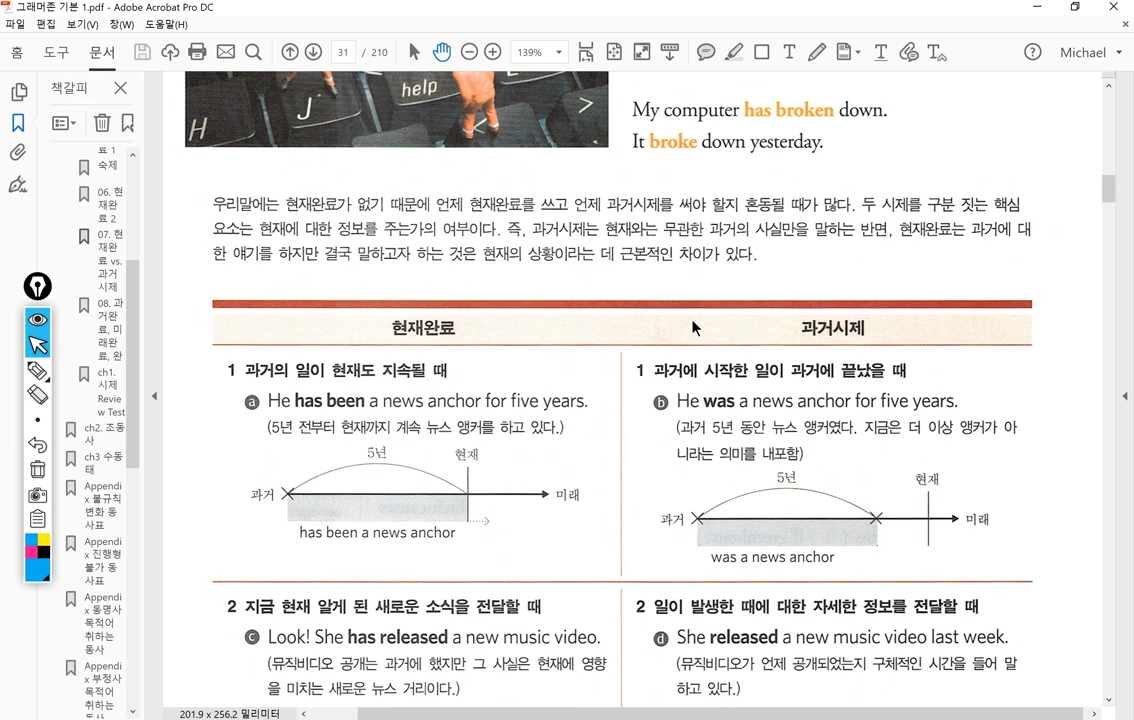 그래머존 기본 1.pdf - Adobe Acrobat Pro DC
파일 편집 보기(V) 창(W) 도움말(H)
홈 도구 문서 31 / 210 139% Michael
책갈피
료 1
숙제
06. 현
재완
료 2
07. 현
재완
료 vs.
과거
시제
08. 과
거완
료, 미
래완
료, 완
ch1.
시제
Revie
w Test
ch2. 조동
사
ch3 수동
태
Appendi
x 불규칙
변화 동
사표
Appendi
x 진행형
불가 동
사표
Appendi
x 동명사
목적어
취하는
동사
Appendi
x 부정사
목적어
취하는
H J help >
My computer has broken down.
It broke down yesterday.
우리말에는 현재완료가 없기 때문에 언제 현재완료를 쓰고 언제 과거시제를 써야 할지 혼동될 때가 많다. 두 시제를 구분 짓는 핵심
요소는 현재에 대한 정보를 주는가의 여부이다. 즉, 과거시제는 현재와는 무관한 과거의 사실만을 말하는 반면, 현재완료는 과거에 대
한 얘기를 하지만 결국 말하고자 하는 것은 현재의 상황이라는 데 근본적인 차이가 있다.
현재완료
1 과거의 일이 현재도 지속될 때
a He has been a news anchor for five years.
(5년 전부터 현재까지 계속 뉴스 앵커를 하고 있다.)
5년 현재
과거 미래
has been a news anchor
2 지금 현재 알게 된 새로운 소식을 전달할 때
c Look! She has released a new music video.
(뮤직비디오 공개는 과거에 했지만 그 사실은 현재에 영향
을 미치는 새로운 뉴스 거리이다.)
과거시제
1 과거에 시작한 일이 과거에 끝났을 때
b He was a news anchor for five years.
(과거 5년 동안 뉴스 앵커였다. 지금은 더 이상 앵커가 아
니라는 의미를 내포함)
5년 현재
과거 미래
was a news anchor
2 일이 발생한 때에 대한 자세한 정보를 전달할 때
d She released a new music video last week.
(뮤직비디오가 언제 공개되었는지 구체적인 시간을 들어 말
하고 있다.)
201.9 x 256.2 밀리미터